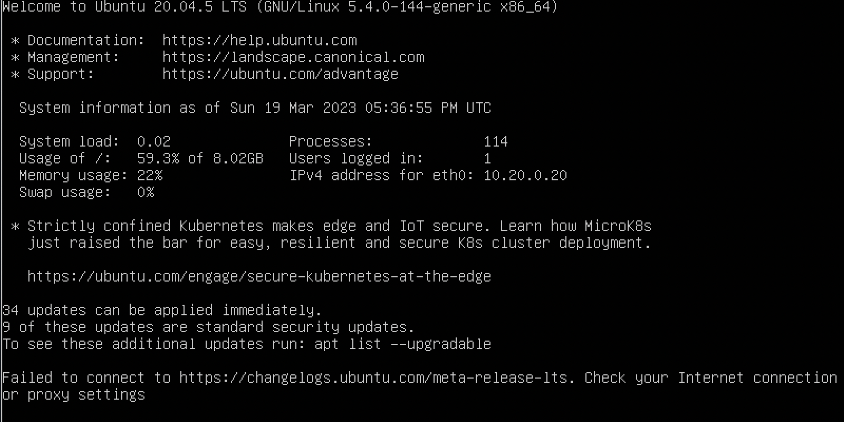 Welcome to Ubuntu 20.04.5 LTS (GNU/Linux 5.4.0-144-generic x86_64)
* Documentation:  https://help.ubuntu.com
* Management:     https://landscape.canonical.com
* Support:        https://ubuntu.com/advantage
System information as of Sun 19 Mar 2023 05:36:55 PM UTC
System load:  0.02              Processes:             114
Usage of /:   59.3% of 8.02GB   Users logged in:       1
Memory usage: 22%               IPv4 address for eth0: 10.20.0.20
Swap usage:   0%
* Strictly confined Kubernetes makes edge and IoT secure. Learn how MicroK8s
just raised the bar for easy, resilient and secure K8s cluster deployment.
https://ubuntu.com/engage/secure-kubernetes-at-the-edge
34 updates can be applied immediately.
9 of these updates are standard security updates.
To see these additional updates run: apt list --upgradable
Failed to connect to https://changelogs.ubuntu.com/meta-release-lts. Check your Internet connection
or proxy settings